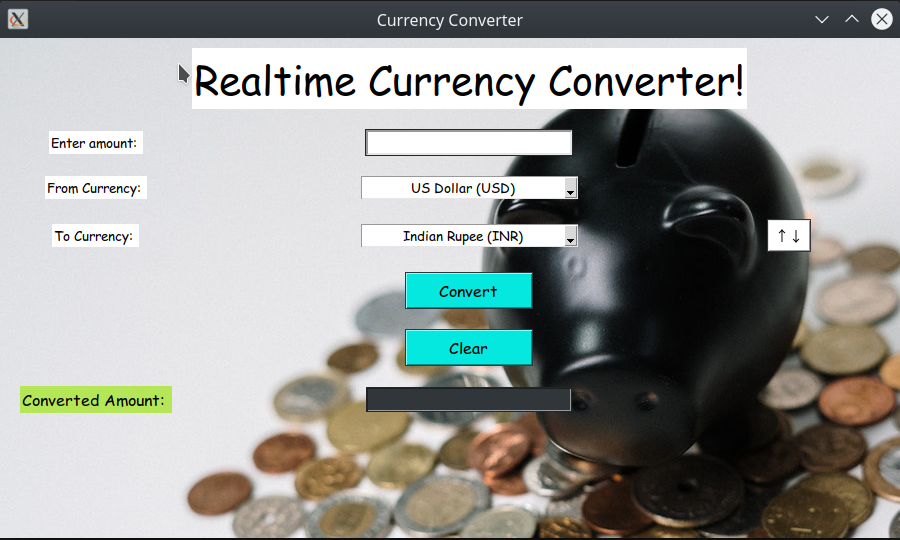 Currency Converter
Realtime Currency Converter!
Enter amount:
From Currency:
US Dollar (USD)
To Currency:
Indian Rupee (INR)
↑↓
Convert
Clear
Converted Amount: